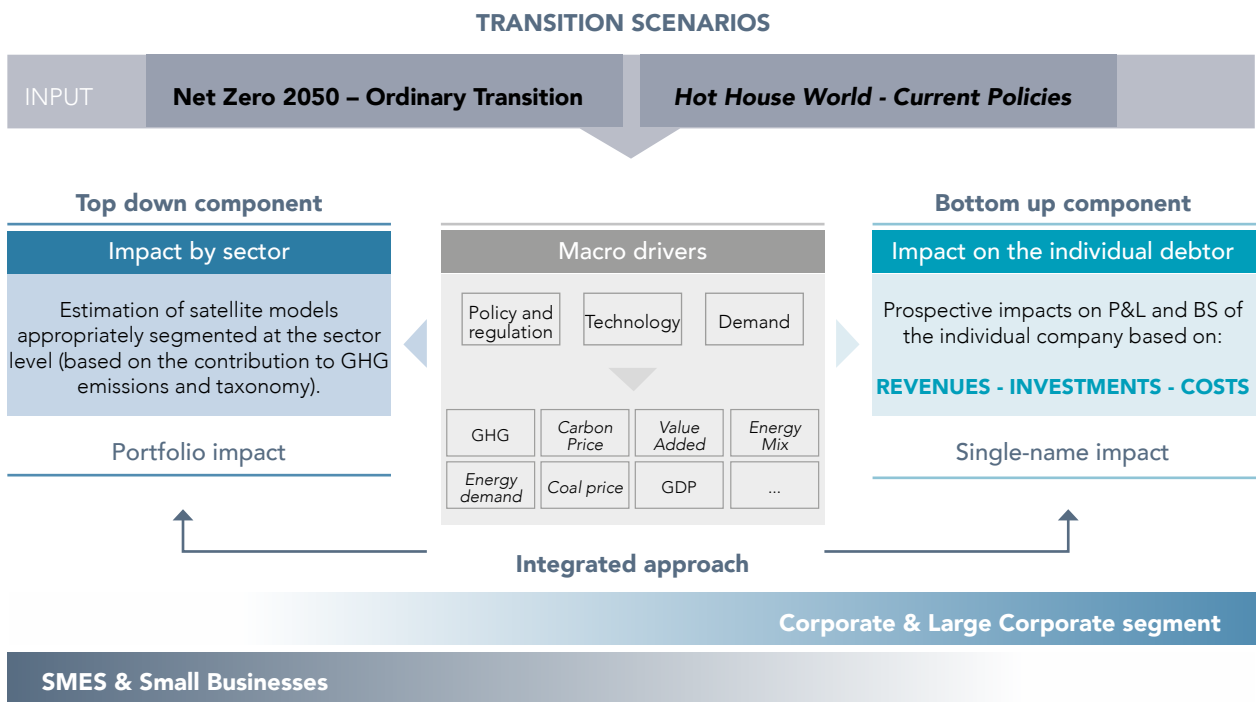 TRANSITION SCENARIOS
INPUT
Net Zero 2050 – Ordinary Transition
Hot House World - Current Policies
Top down component
Impact by sector
Estimation of satellite models
appropriately segmented at the sector
level (based on the contribution to GHG
emissions and taxonomy).
Portfolio impact
Macro drivers
Policy and
regulation
Technology
Demand
GHG
Carbon
Price
Value
Added
Energy
Mix
Energy
demand
Coal price
GDP
...
Bottom up component
Impact on the individual debtor
Prospective impacts on P&L and BS of
the individual company based on:
REVENUES - INVESTMENTS - COSTS
Single-name impact
Integrated approach
Corporate & Large Corporate segment
SMES & Small Businesses